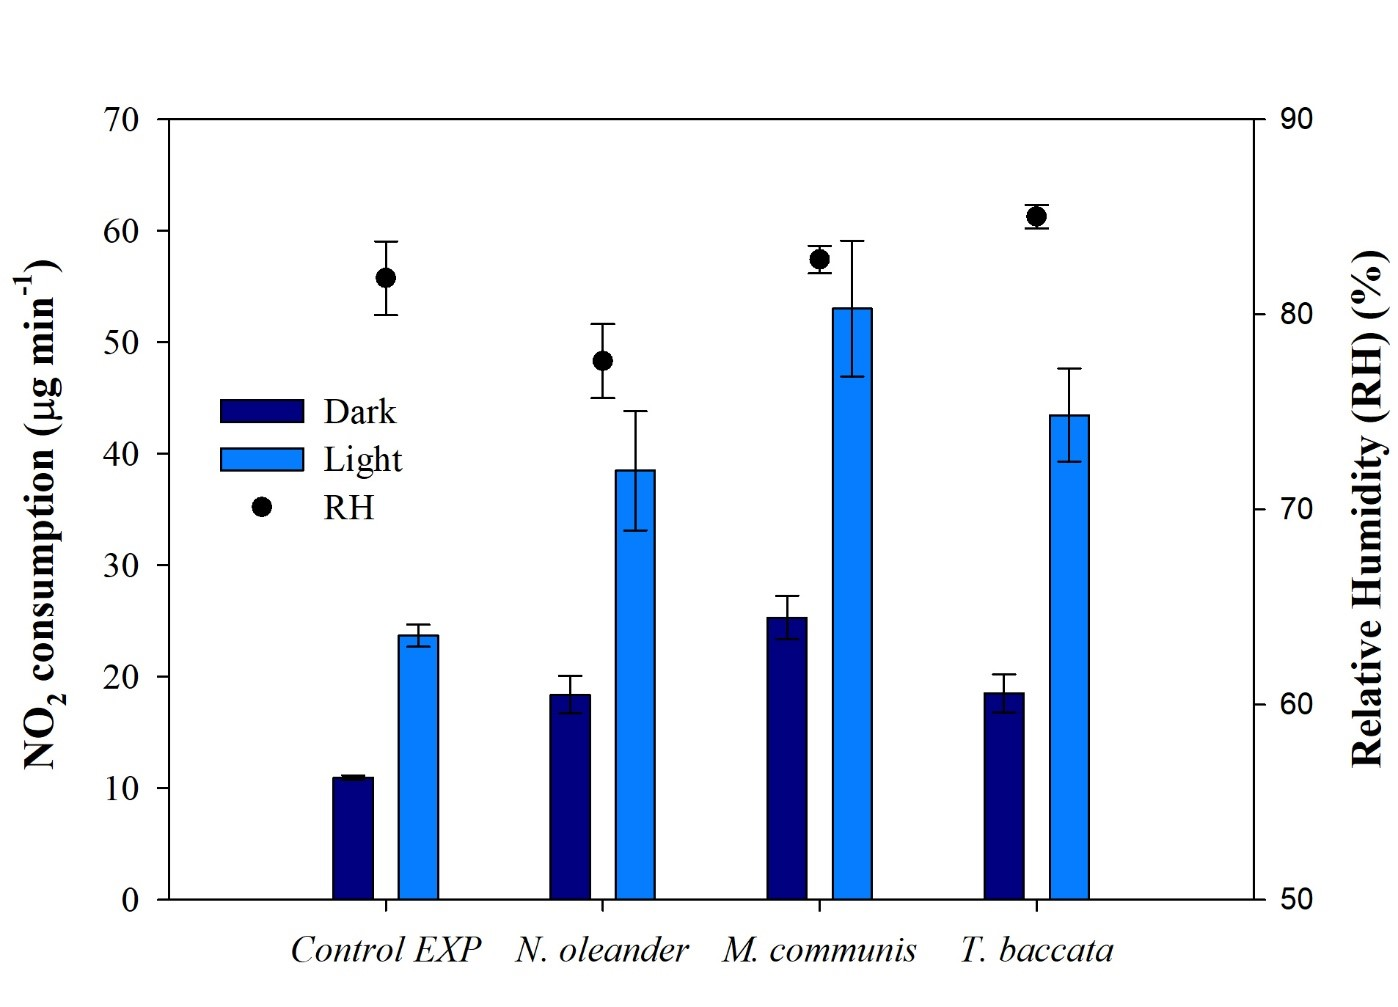 70
60
50
40
30
20
10
0
NO2 consumption (µg min-1)
Dark
Light
RH
90
80
70
60
50
Relative Humidity (RH) (%)
Control EXP
N. oleander
M. communis
T. baccata